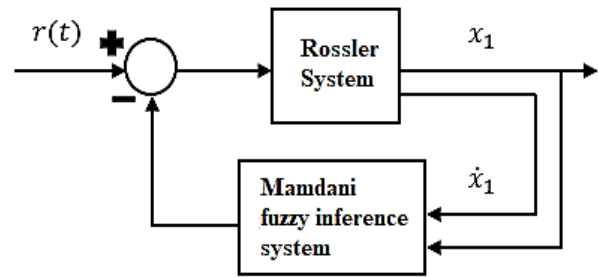 r(t)
+
−
Rossler
System
x₁
ẋ₁
Mamdani
fuzzy inference
system